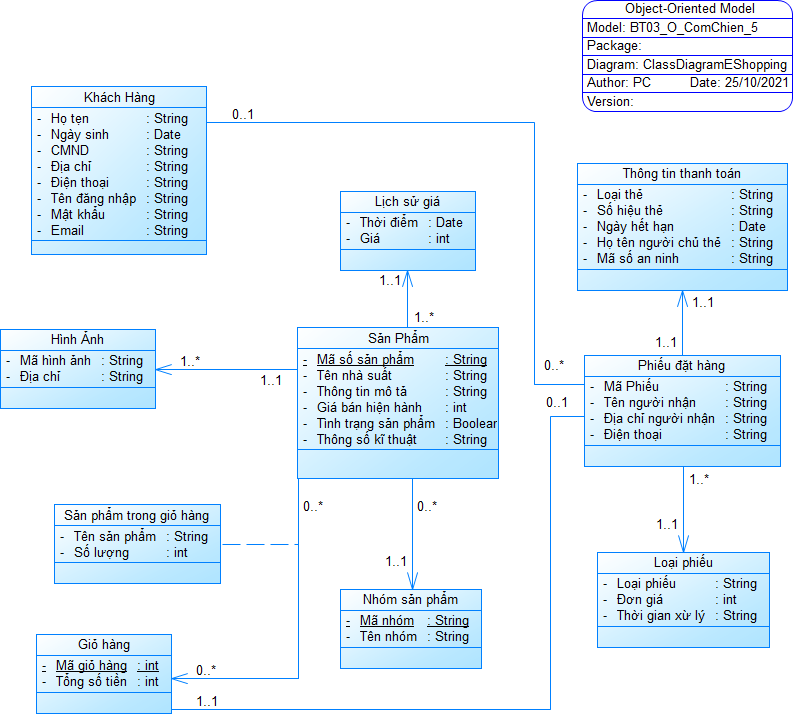 Object-Oriented Model
Model: BT03_O_ComChien_5
Package:
Diagram: ClassDiagramEShopping
Author: PC Date: 25/10/2021
Version:
Khách Hàng
- Họ tẹn : String
- Ngày sinh : Date
- CMND : String
- Địa chỉ : String
- Điện thoại : String
- Tên đăng nhập : String
- Mật khẩu : String
- Email : String
0..1
0..*
Lịch sử giá
- Thời điểm : Date
- Giá : int
1..1
1..*
Thông tin thanh toán
- Loại thẻ : String
- Số hiệu thẻ : String
- Ngày hết hạn : Date
- Họ tên người chủ thẻ : String
- Mã số an ninh : String
1..1
1..1
Hình Ảnh
- Mã hình ảnh : String
- Địa chỉ : String
1..*
1..1
Sản Phẩm
- Mã số sản phẩm : String
- Tên nhà suất : String
- Thông tin mô tả : String
- Giá bán hiện hành : int
- Tình trạng sản phẩm : Boolean
- Thông số kĩ thuật : String
Phiếu đặt hàng
- Mã Phiếu : String
- Tên người nhận : String
- Địa chỉ người nhận : String
- Điện thoại : String
0..1
1..*
1..1
0..*
0..*
1..1
Sản phẩm trong giỏ hàng
- Tên sản phẩm : String
- Số lượng : int
Loại phiếu
- Loại phiếu : String
- Đơn giá : int
- Thời gian xử lý : String
Nhóm sản phẩm
- Mã nhóm : String
- Tên nhóm : String
Giỏ hàng
- Mã giỏ hàng : int
- Tổng số tiền : int
0..*
1..1